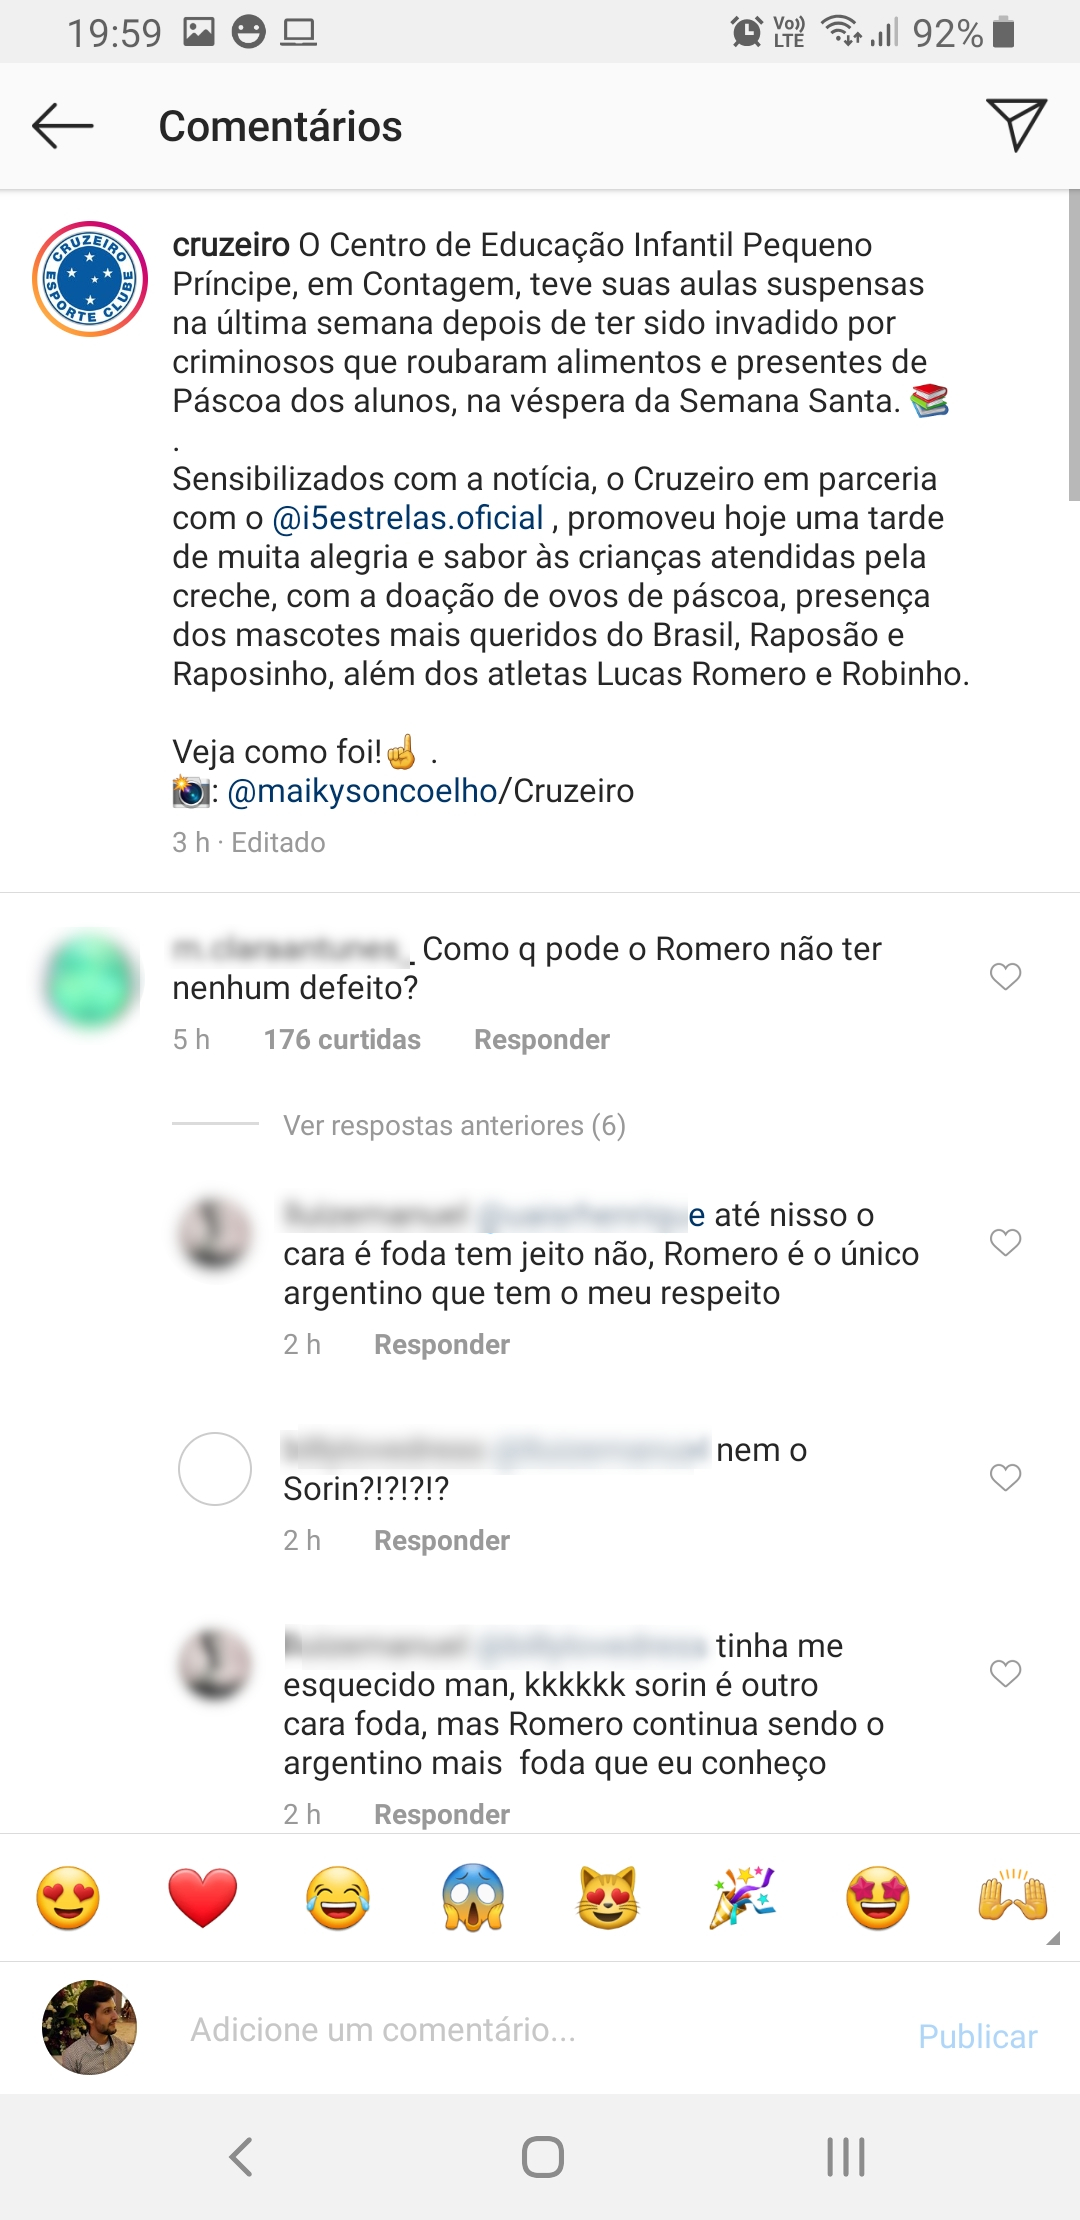 19:59 Vo)) LTE 92%
Comentários
CRUZEIRO ESPORTE CLUBE
cruzeiro O Centro de Educação Infantil Pequeno
Príncipe, em Contagem, teve suas aulas suspensas
na última semana depois de ter sido invadido por
criminosos que roubaram alimentos e presentes de
Páscoa dos alunos, na véspera da Semana Santa. 📚
.
Sensibilizados com a notícia, o Cruzeiro em parceria
com o @i5estrelas.oficial , promoveu hoje uma tarde
de muita alegria e sabor às crianças atendidas pela
creche, com a doação de ovos de páscoa, presença
dos mascotes mais queridos do Brasil, Raposão e
Raposinho, além dos atletas Lucas Romero e Robinho.
Veja como foi!☝ .
📸: @maikysoncoelho/Cruzeiro
3 h · Editado
Como q pode o Romero não ter
nenhum defeito?
5 h 176 curtidas Responder
Ver respostas anteriores (6)
até nisso o
cara é foda tem jeito não, Romero é o único
argentino que tem o meu respeito
2 h Responder
nem o
Sorin?!?!?!?
2 h Responder
tinha me
esquecido man, kkkkkk sorin é outro
cara foda, mas Romero continua sendo o
argentino mais  foda que eu conheço
2 h Responder
😍 ❤ 😂 😱 😻 🎉 🤩 🙌
Adicione um comentário...
Publicar